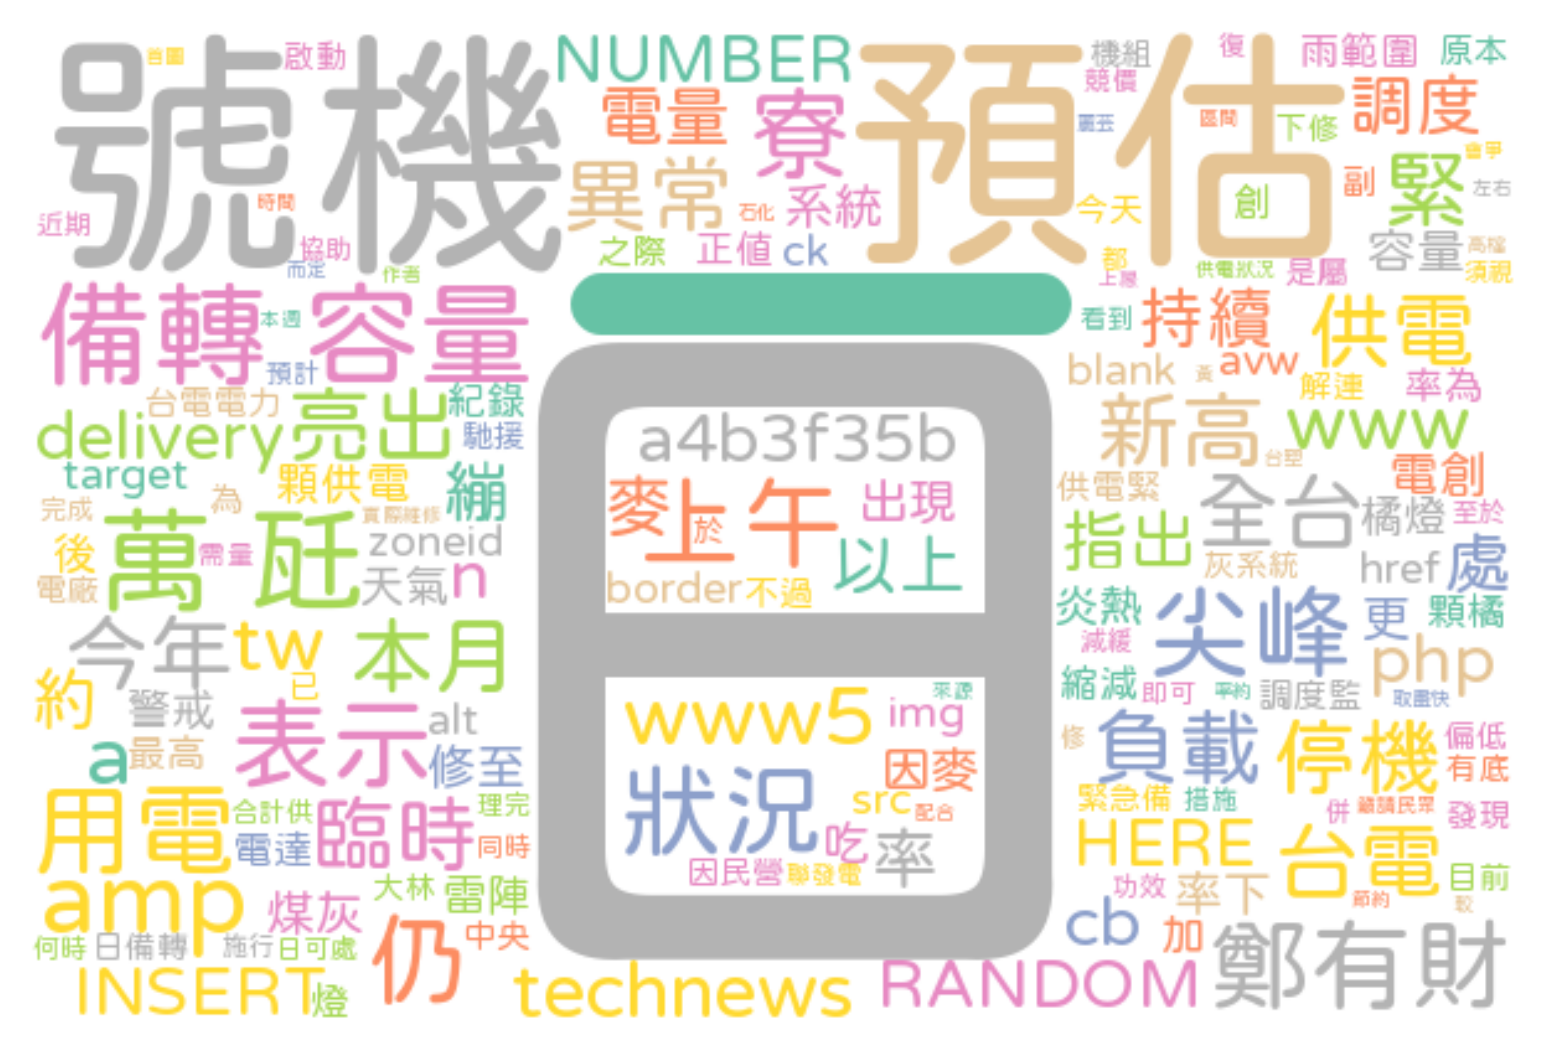 號機
首圖
啟動
NUMBER
預估
機組
復
雨範圍
原本
競價
電量
寮
調度
區間
下修
異常
緊
時間
近期
石化
系統
今天
創
副
左右
協助
而定
作者
之際
正值
ck
都
上憾
供電狀況
是屬
容量
高檔
須視
備轉容量
本週
預計
日
看到
持續
供電
blank
黃
avw
解連
率為
台電電力
亮出
紀錄
delivery
馳援
a4b3f35b
新高
www
台塑
電創
target
顆供電
繃
麥
上午
於
出現
供電緊
全台
橘燈
至於
完成
為
實際維修
萬
瓩
後
需量
zoneid
電廠
天氣
n
border
不過
以上
指出
灰系統
href
處
炎熱
尖峰
更
顆橘
今年
tw
本月
減緩
php
約
已
警戒
縮減
即可
率約
調度監
取盡快
www5
來源
img
表示
alt
a
最高
修至
修
負載
停機
偏低
有底
狀況
因麥
src
配合
用電
合計供
臨時
理完
緊急備
措施
併
籲請民眾
發現
電達
同時
吃
率
HERE
台電
目前
因民營
聯發電
amp
煤灰
大林
雷陣
功效
率下
節約
較
何時
日備轉
施行
日可處
仍
中央
cb
加
鄭有財
INSERT
燈
technews
RANDOM